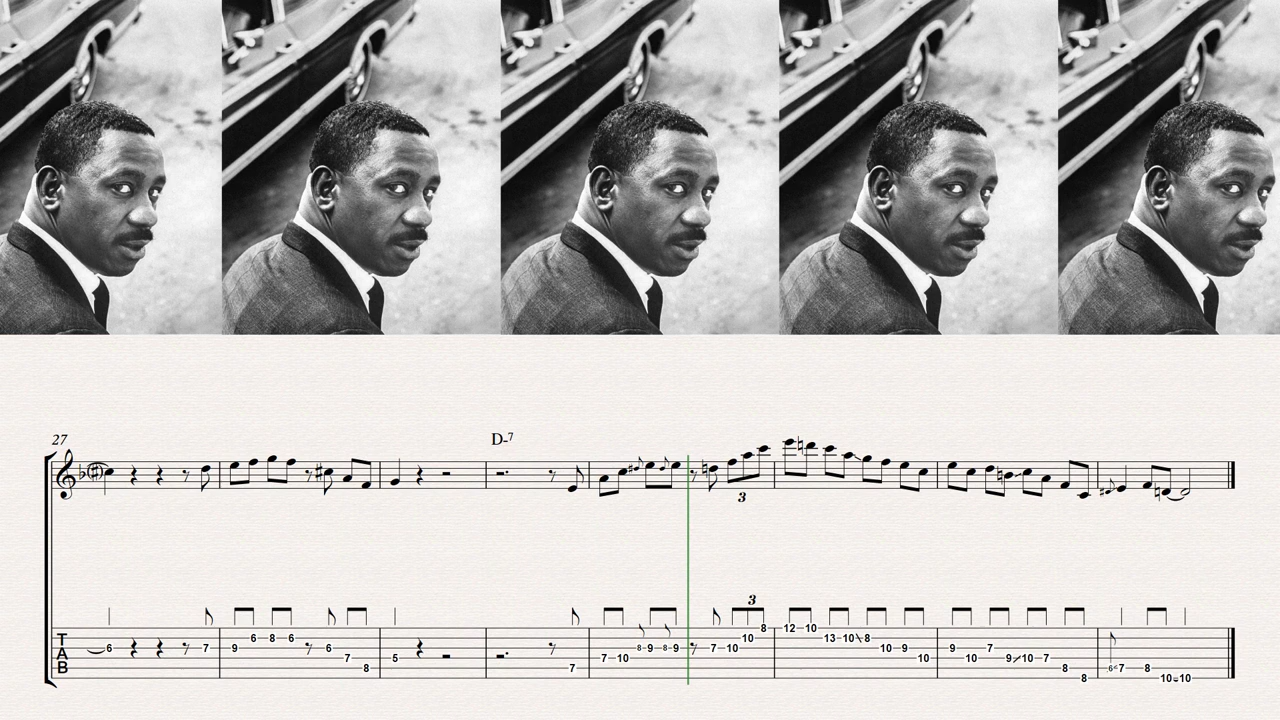 27
D-7
3
3
8 12 10
T 6 8 6 10 13 10 8
6 7 9 6 8 9 8 9 7 10 10 9 7
A 7 5 7 10 10 10 9 10 7
B 8 7 8 6 7 8
8 10 10